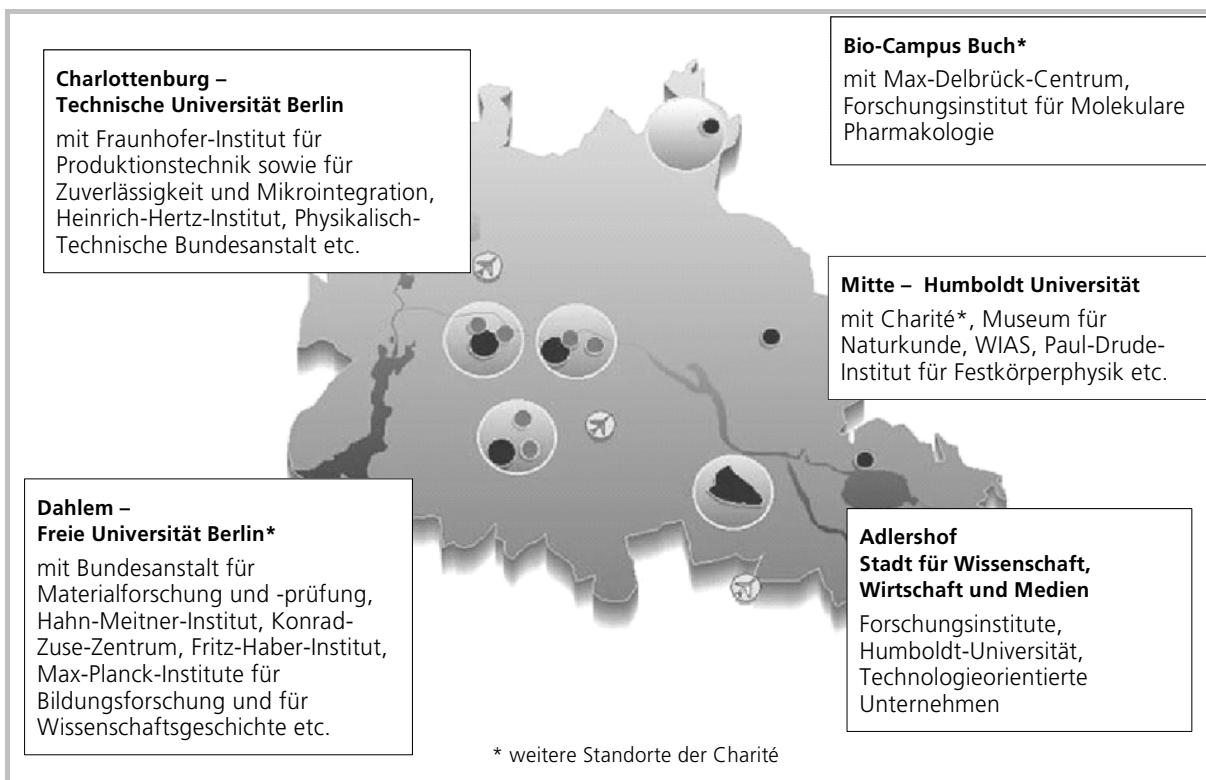 Charlottenburg –
Technische Universität Berlin
mit Fraunhofer-Institut für
Produktionstechnik sowie für
Zuverlässigkeit und Mikrointegration,
Heinrich-Hertz-Institut, Physikalisch-
Technische Bundesanstalt etc.
Bio-Campus Buch*
mit Max-Delbrück-Centrum,
Forschungsinstitut für Molekulare
Pharmakologie
Mitte – Humboldt Universität
mit Charité*, Museum für
Naturkunde, WIAS, Paul-Drude-
Institut für Festkörperphysik etc.
Dahlem –
Freie Universität Berlin*
mit Bundesanstalt für
Materialforschung und -prüfung,
Hahn-Meitner-Institut, Konrad-
Zuse-Zentrum, Fritz-Haber-Institut,
Max-Planck-Institute für
Bildungsforschung und für
Wissenschaftsgeschichte etc.
Adlershof
Stadt für Wissenschaft,
Wirtschaft und Medien
Forschungsinstitute,
Humboldt-Universität,
Technologieorientierte
Unternehmen
* weitere Standorte der Charité